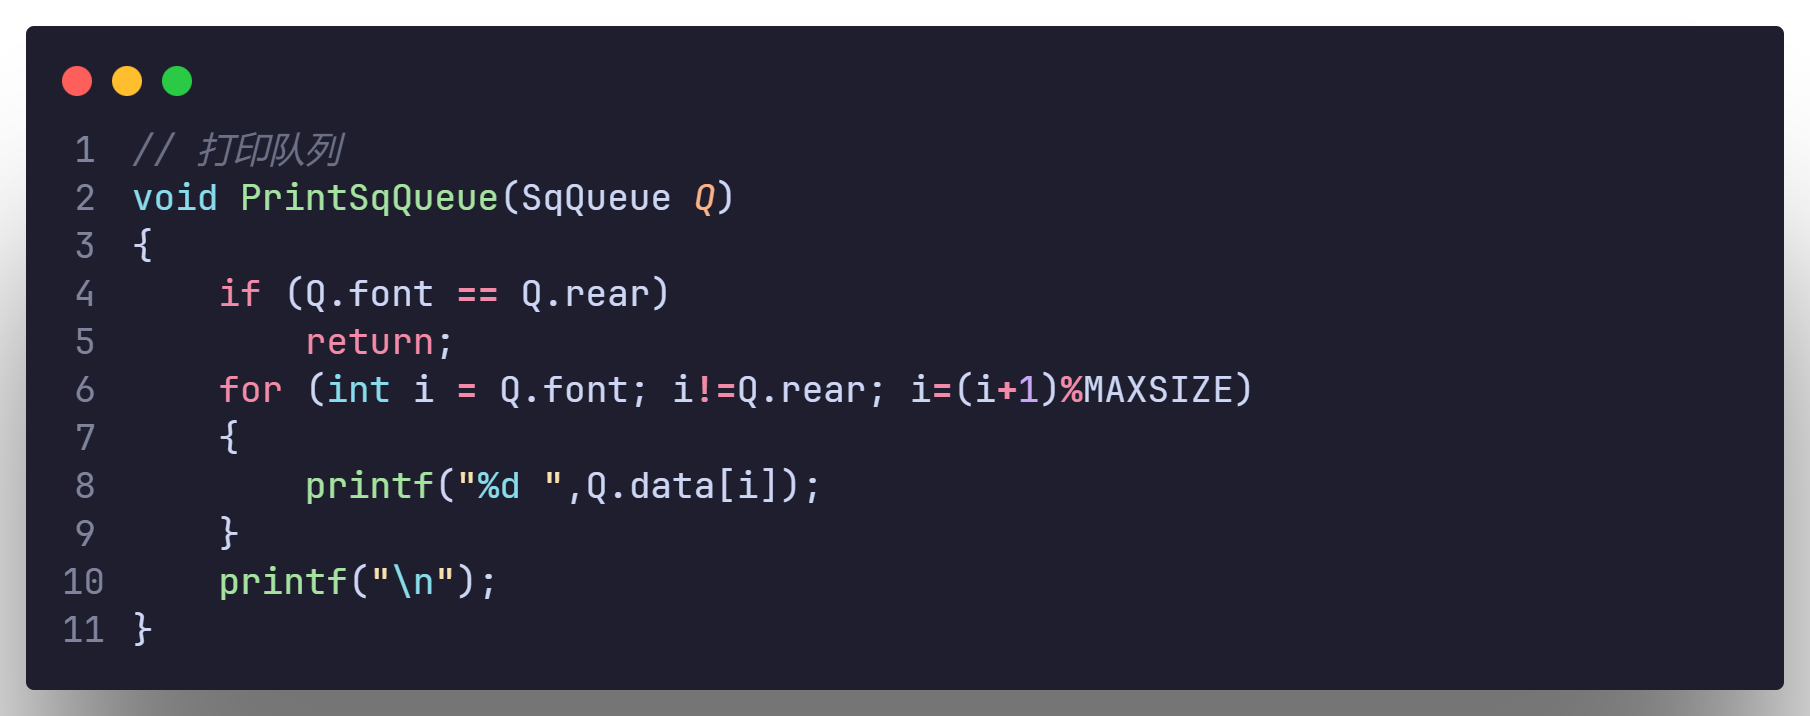 1 // 打印队列
2 void PrintSqQueue(SqQueue Q)
3 {
4     if (Q.font == Q.rear)
5         return;
6     for (int i = Q.font; i!=Q.rear; i=(i+1)%MAXSIZE)
7     {
8         printf("%d ",Q.data[i]);
9     }
10     printf("\n");
11 }